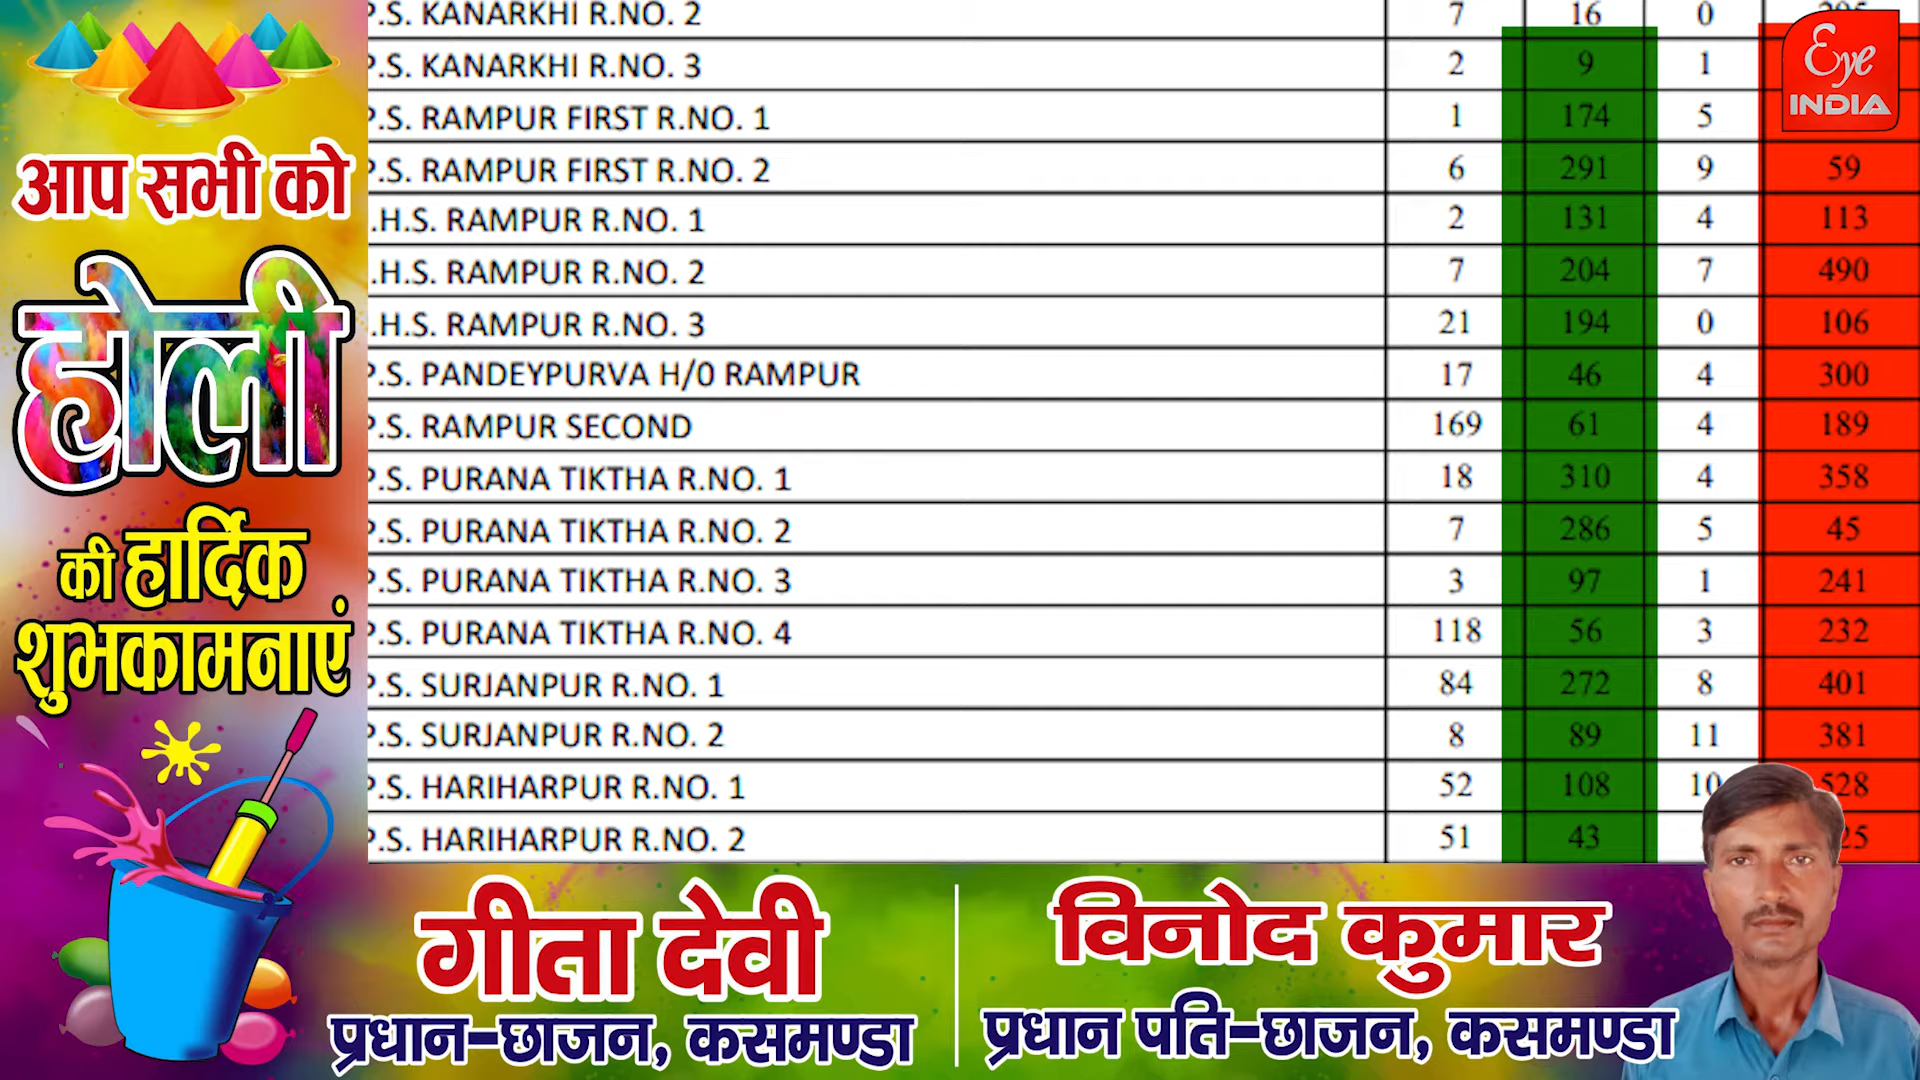 आप सभी को
होली
की हार्दिक
शुभकामनाएं
P.S. KANARKHI R.NO. 2 7 16 0
P.S. KANARKHI R.NO. 3 2 9 1
P.S. RAMPUR FIRST R.NO. 1 1 174 5
P.S. RAMPUR FIRST R.NO. 2 6 291 9 59
.H.S. RAMPUR R.NO. 1 2 131 4 113
.H.S. RAMPUR R.NO. 2 7 204 7 490
.H.S. RAMPUR R.NO. 3 21 194 0 106
P.S. PANDEYPURVA H/0 RAMPUR 17 46 4 300
P.S. RAMPUR SECOND 169 61 4 189
P.S. PURANA TIKTHA R.NO. 1 18 310 4 358
P.S. PURANA TIKTHA R.NO. 2 7 286 5 45
P.S. PURANA TIKTHA R.NO. 3 3 97 1 241
P.S. PURANA TIKTHA R.NO. 4 118 56 3 232
P.S. SURJANPUR R.NO. 1 84 272 8 401
P.S. SURJANPUR R.NO. 2 8 89 11 381
P.S. HARIHARPUR R.NO. 1 52 108 10 528
P.S. HARIHARPUR R.NO. 2 51 43
Eye
INDIA
गीता देवी
प्रधान-छाजन, कसमण्डा
विनोद कुमार
प्रधान पति-छाजन, कसमण्डा